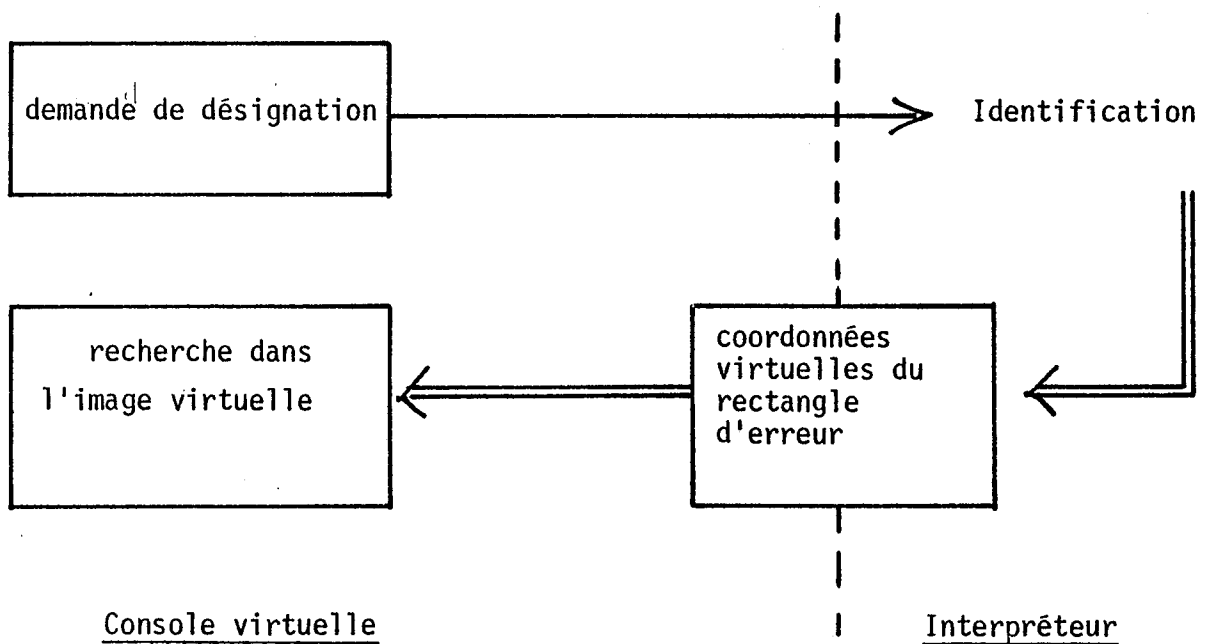 demande de désignation
Identification
recherche dans
l'image virtuelle
coordonnées
virtuelles du
rectangle
d'erreur
Console virtuelle
Interpréteur